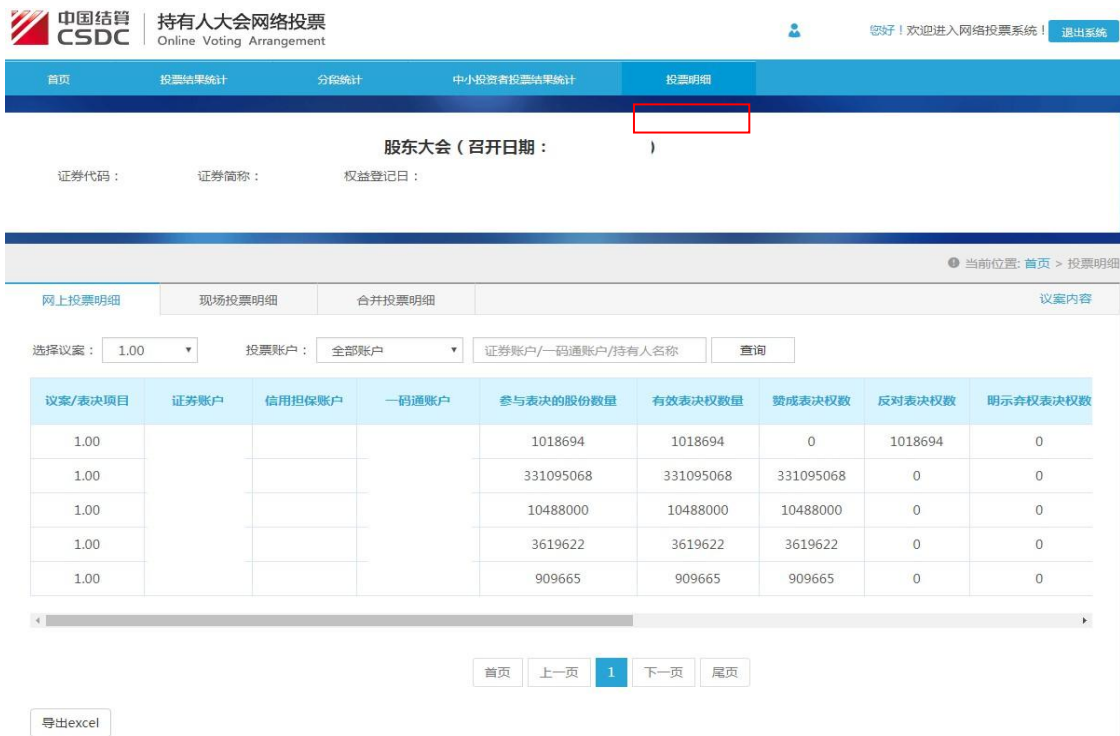 中国结算 持有人大会网络投票
CSDC Online Voting Arrangement
您好!欢迎进入网络投票系统! 退出系统
首页 投票结果统计 分段统计 中小投资者投票结果统计 投票明细
股东大会(召开日期: )
证券代码: 证券简称: 权益登记日:
当前位置: 首页 > 投票明细
网上投票明细 现场投票明细 合并投票明细 议案内容
选择议案: 1.00 投票账户: 全部账户 证券账户/一码通账户/持有人名称 查询
议案/表决项目 证券账户 信用担保账户 一码通账户 参与表决的股份数量 有效表决权数量 赞成表决权数 反对表决权数 明示弃权表决权数
1.00 1018694 1018694 0 1018694 0
1.00 331095068 331095068 331095068 0 0
1.00 10488000 10488000 10488000 0 0
1.00 3619622 3619622 3619622 0 0
1.00 909665 909665 909665 0 0
首页 上一页 1 下一页 尾页
导出excel